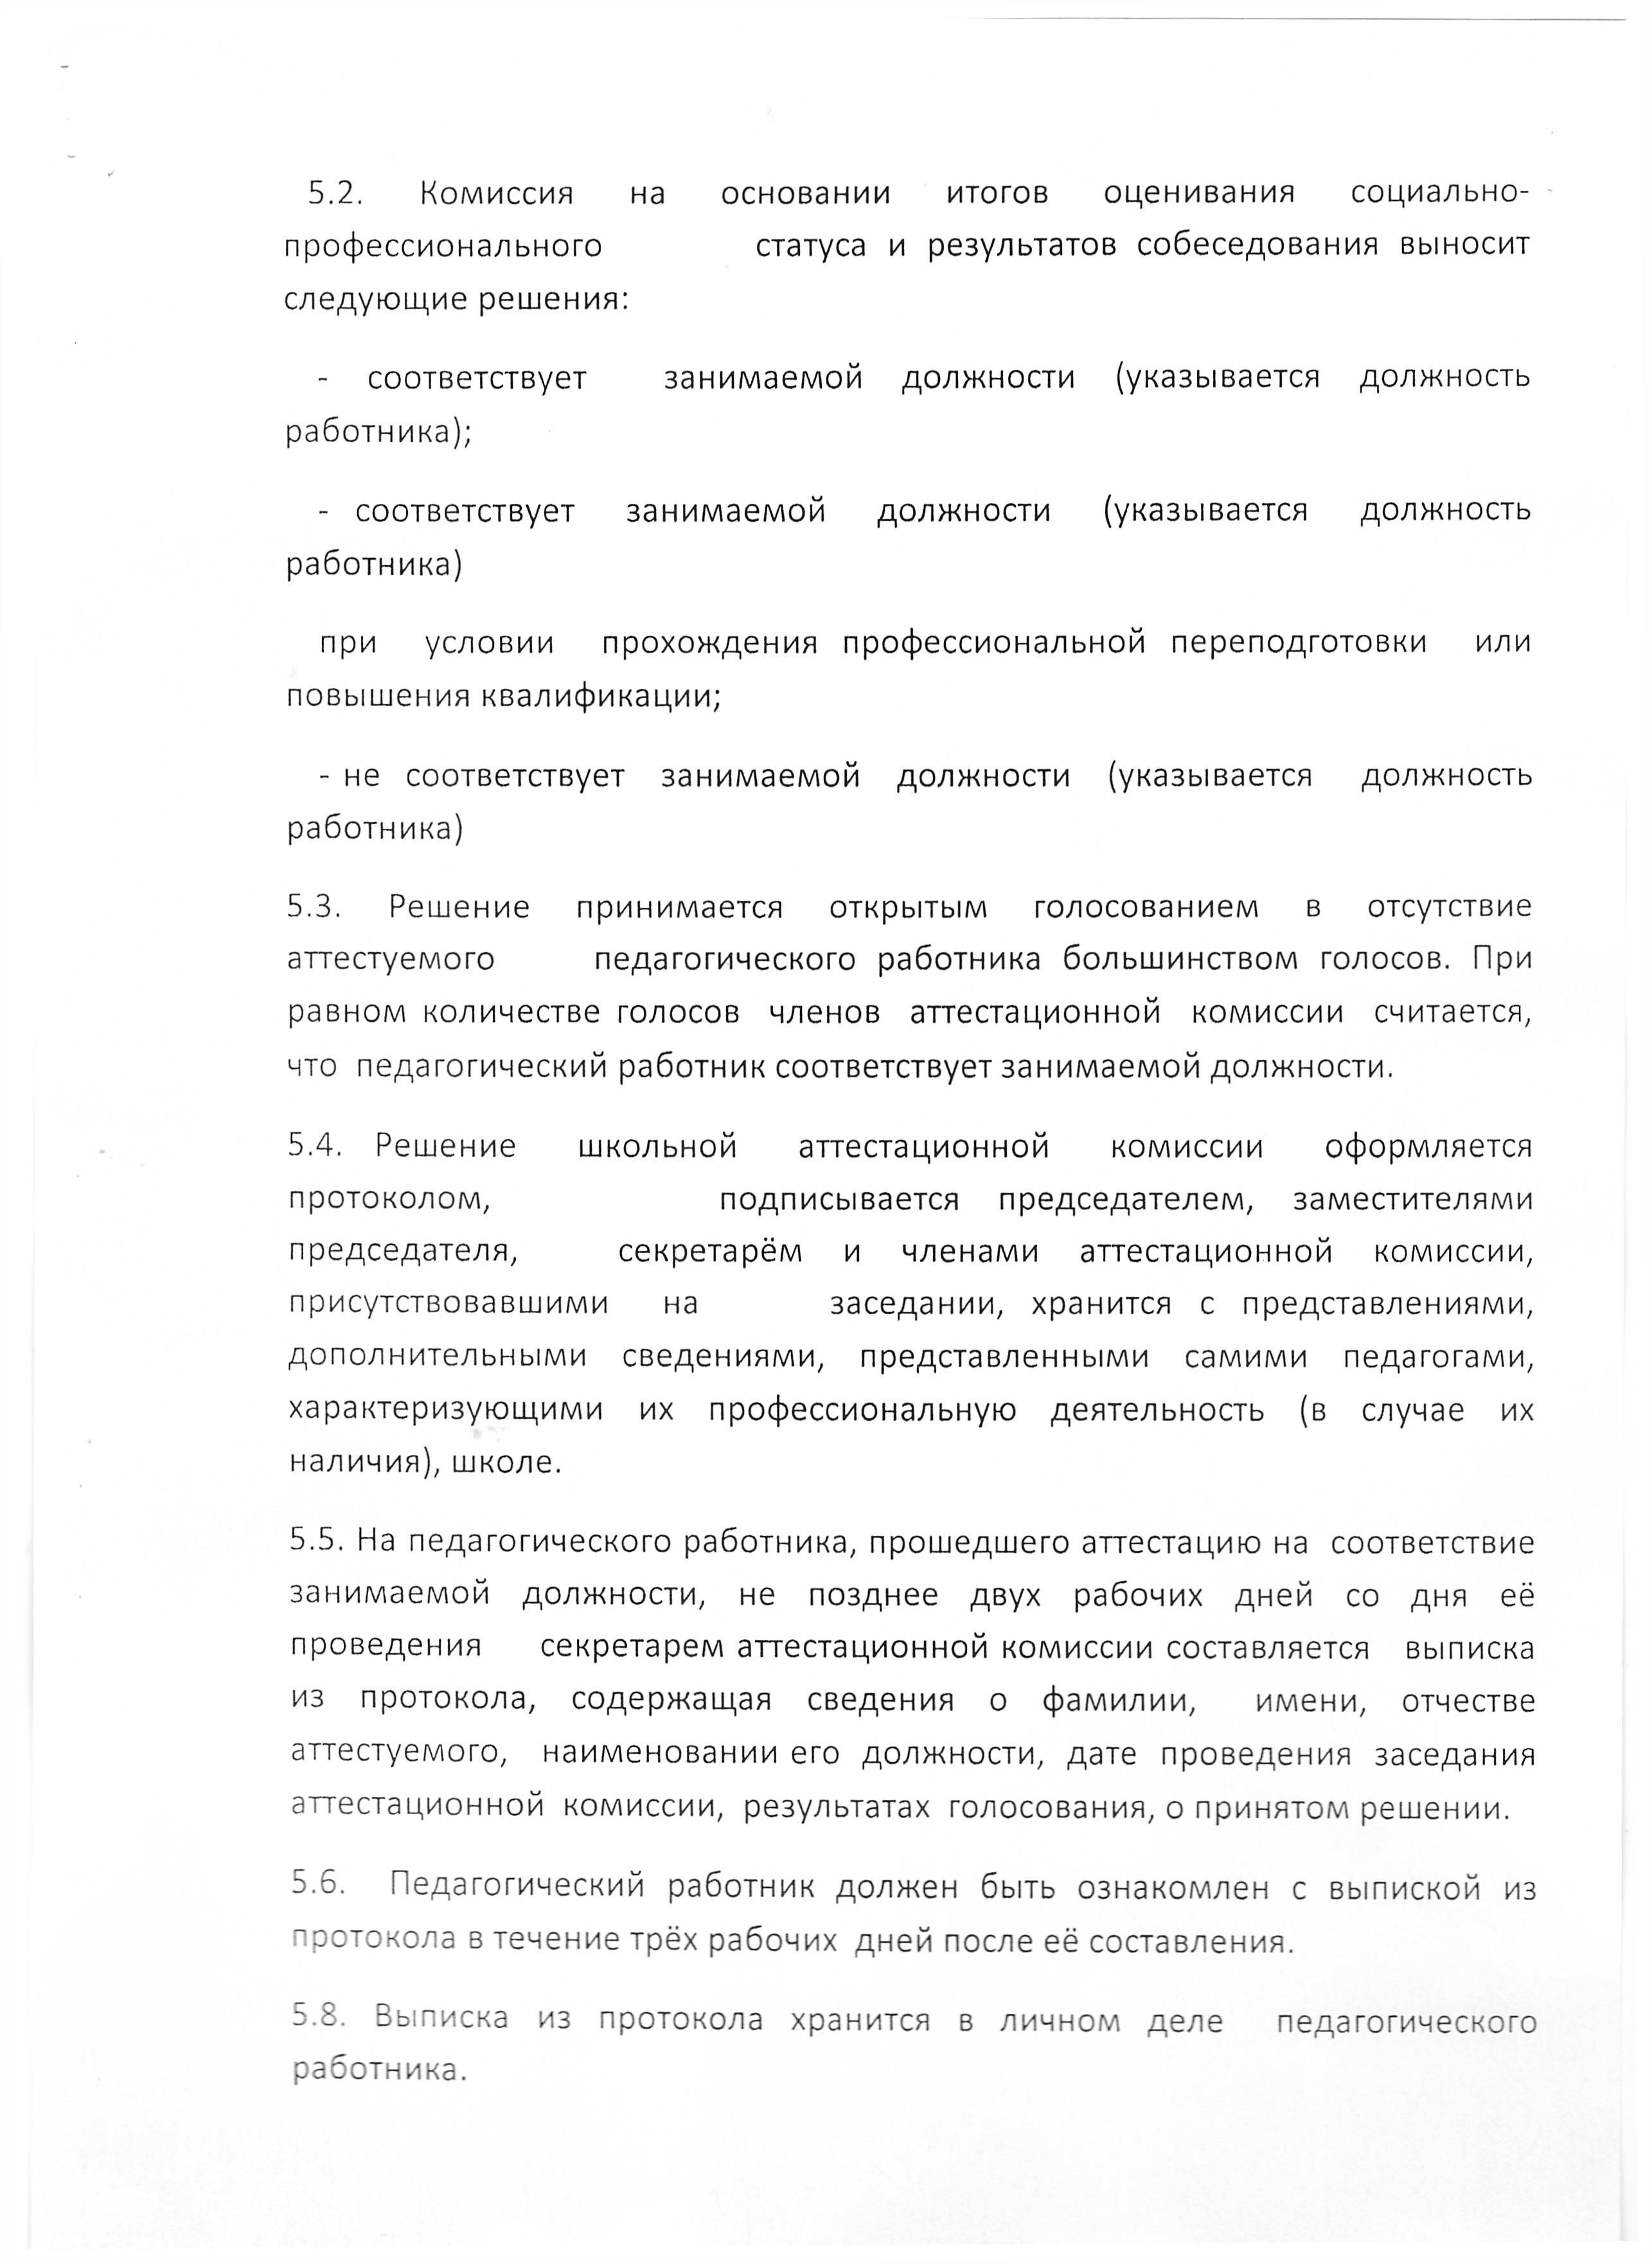 5.2. Комиссия на основании итогов оценивания социально-
профессионального статуса и результатов собеседования выносит
следующие решения:
- соответствует занимаемой должности (указывается должность
работника);
- соответствует занимаемой должности (указывается должность
работника)
при условии прохождения профессиональной переподготовки или
повышения квалификации;
- не соответствует занимаемой должности (указывается должность
работника)
5.3. Решение принимается открытым голосованием в отсутствие
аттестуемого педагогического работника большинством голосов. При
равном количестве голосов членов аттестационной комиссии считается,
что педагогический работник соответствует занимаемой должности.
5.4. Решение школьной аттестационной комиссии оформляется
протоколом, подписывается председателем, заместителями
председателя, секретарём и членами аттестационной комиссии,
присутствовавшими на заседании, хранится с представлениями,
дополнительными сведениями, представленными самими педагогами,
характеризующими их профессиональную деятельность (в случае их
наличия), школе.
5.5. На педагогического работника, прошедшего аттестацию на соответствие
занимаемой должности, не позднее двух рабочих дней со дня её
проведения секретарем аттестационной комиссии составляется выписка
из протокола, содержащая сведения о фамилии, имени, отчестве
аттестуемого, наименовании его должности, дате проведения заседания
аттестационной комиссии, результатах голосования, о принятом решении.
5.6. Педагогический работник должен быть ознакомлен с выпиской из
протокола в течение трёх рабочих дней после её составления.
5.8. Выписка из протокола хранится в личном деле педагогического
работника.